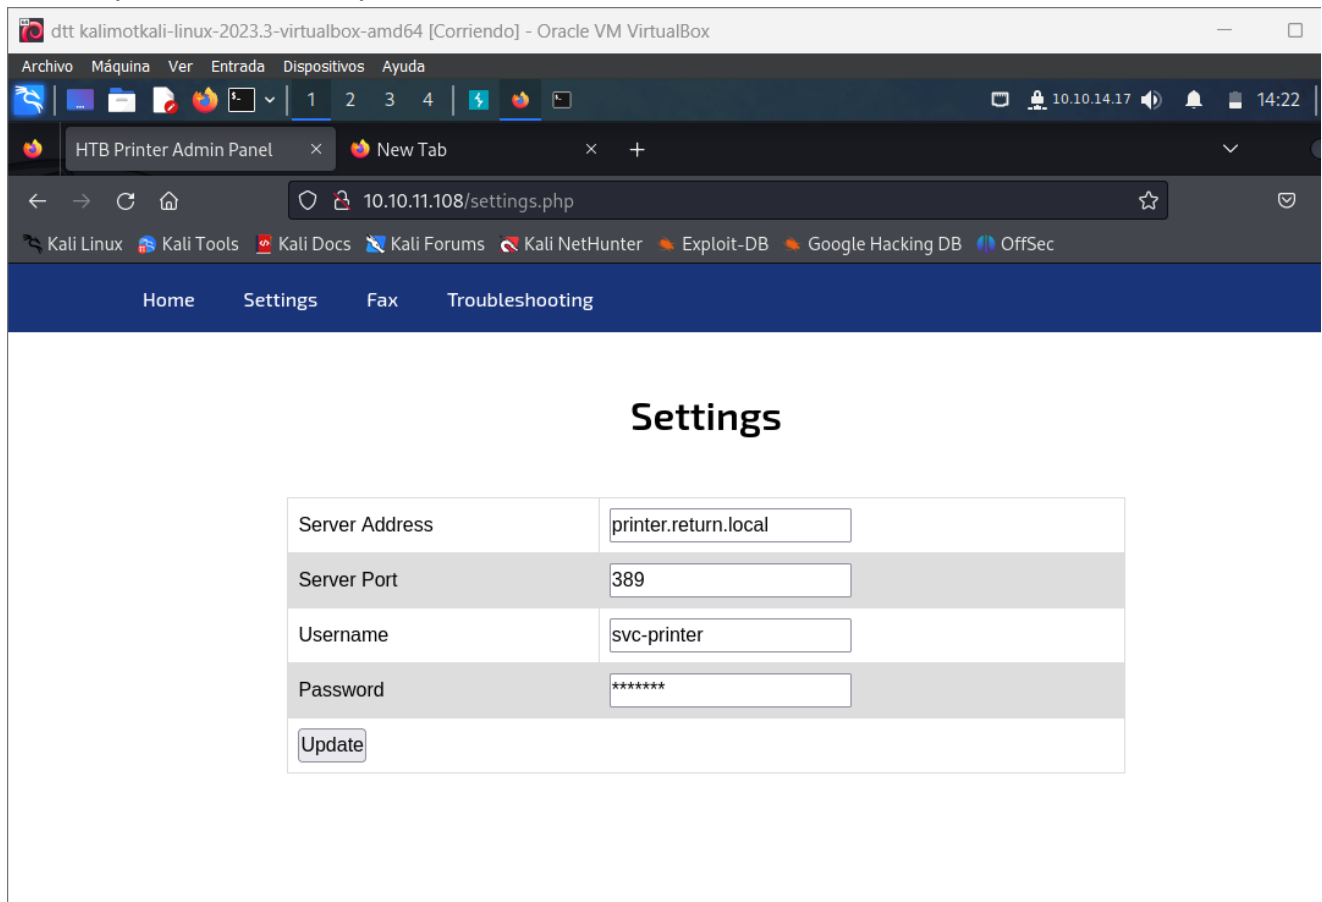 dtt kalimotkali-linux-2023.3-virtualbox-amd64 [Corriendo] - Oracle VM VirtualBox
Archivo Máquina Ver Entrada Dispositivos Ayuda
1 2 3 4 10.10.14.17 14:22
HTB Printer Admin Panel New Tab
10.10.11.108/settings.php
Kali Linux Kali Tools Kali Docs Kali Forums Kali NetHunter Exploit-DB Google Hacking DB OffSec
Home Settings Fax Troubleshooting
Settings
Server Address printer.return.local
Server Port 389
Username svc-printer
Password *******
Update